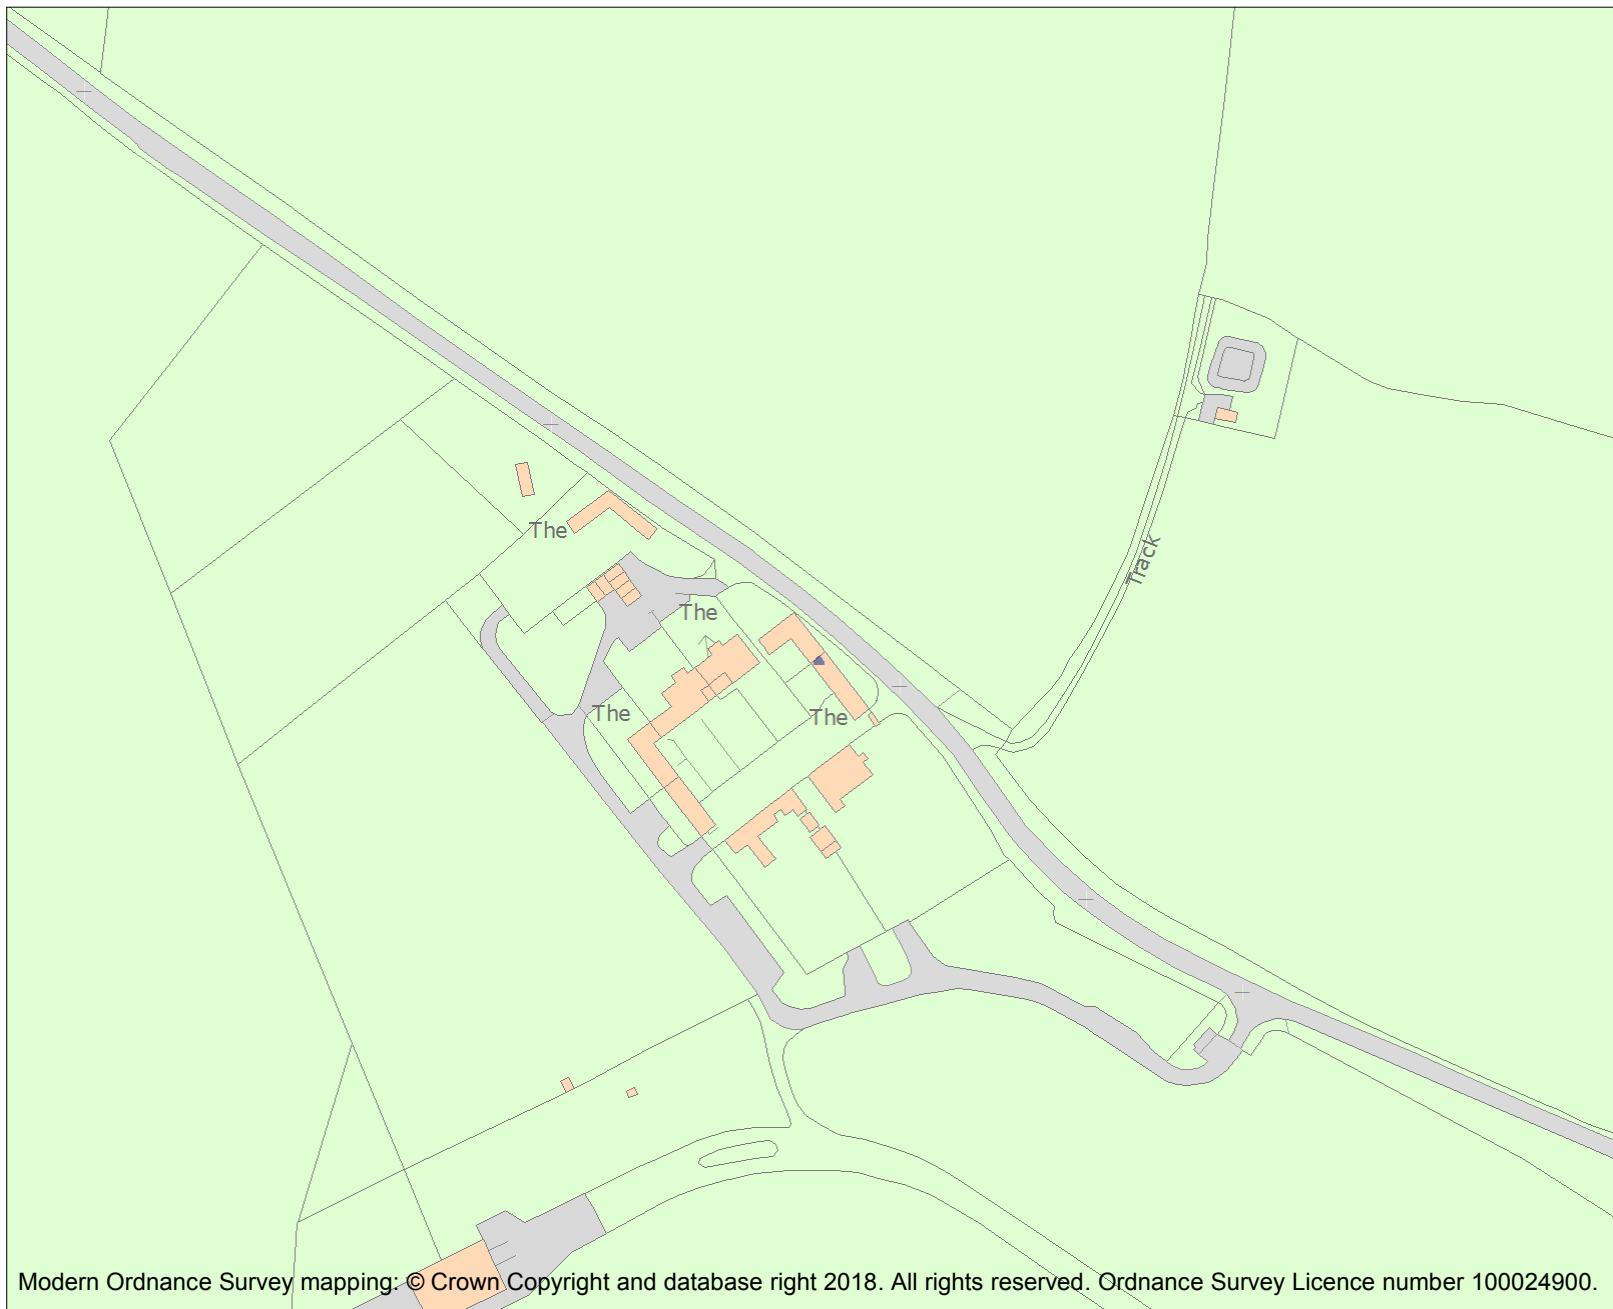 The
Track
The
The
The
Modern Ordnance Survey mapping: © Crown Copyright and database right 2018. All rights reserved. Ordnance Survey Licence number 100024900.